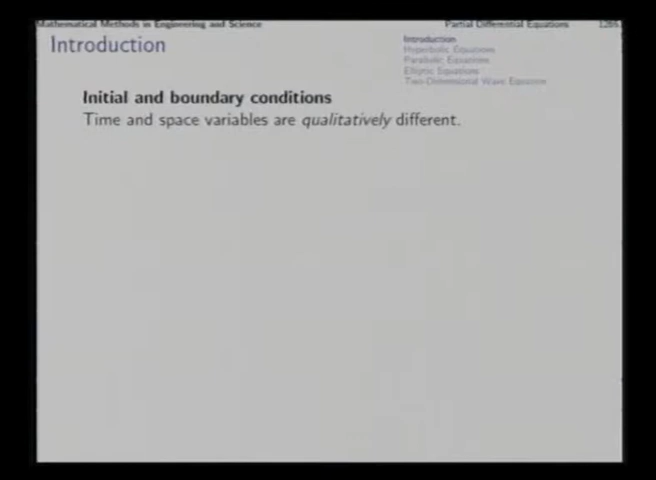 Mathematical Methods in Engineering and Science
Partial Differential Equations
Introduction
Introduction
Hyperbolic Equations
Parabolic Equations
Elliptic Equations
Two-Dimensional Wave Equation
Initial and boundary conditions
Time and space variables are qualitatively different.